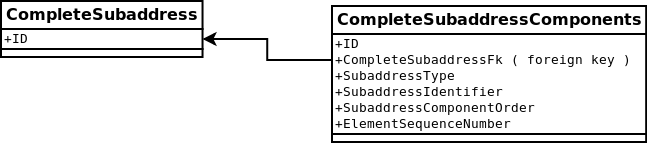 CompleteSubaddress
+ID
CompleteSubaddressComponents
+ID
+CompleteSubaddressFk ( foreign key )
+SubaddressType
+SubaddressIdentifier
+SubaddressComponentOrder
+ElementSequenceNumber